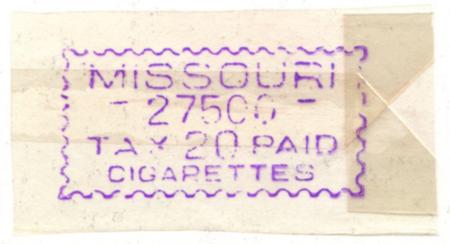 MISSOURI
- 27500 -
TAX 20 PAID
CIGARETTES